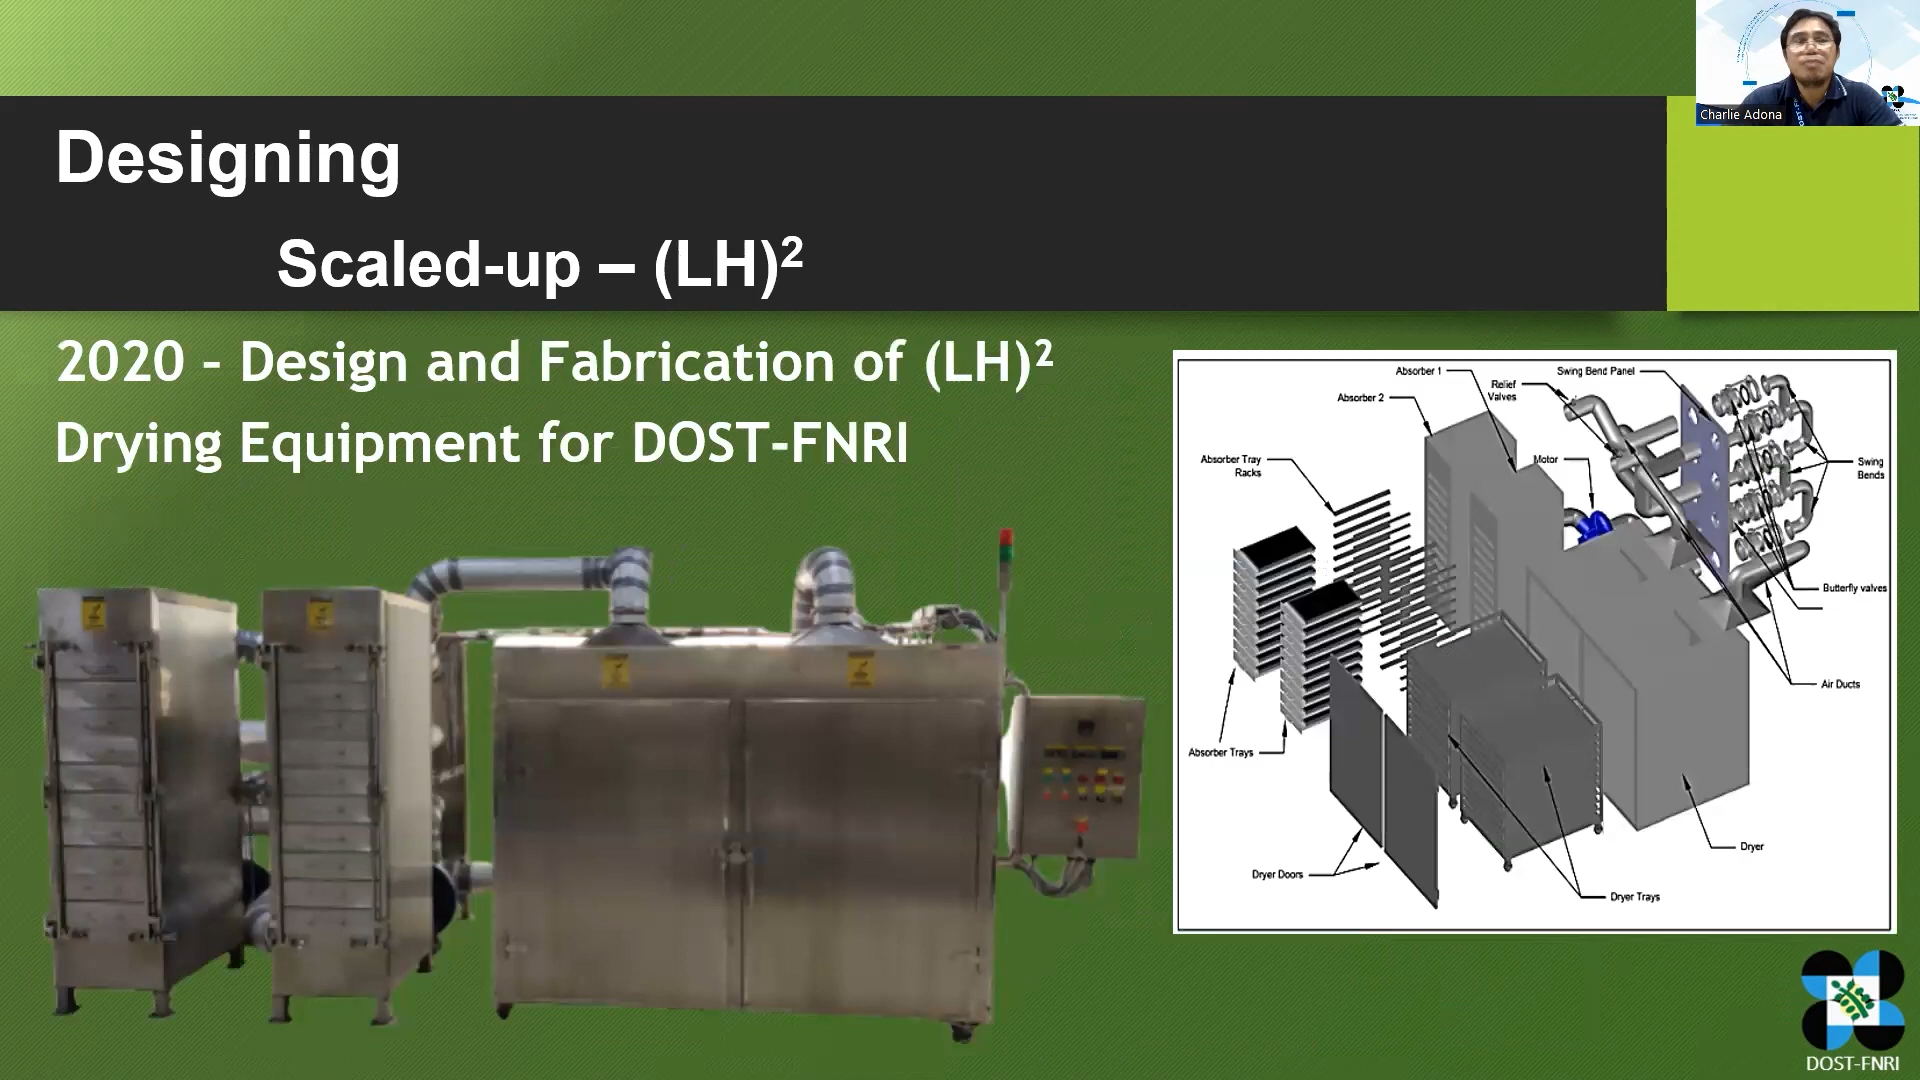 Charlie Adona
Designing
Scaled-up – (LH)²
2020 – Design and Fabrication of (LH)²
Drying Equipment for DOST-FNRI
Absorber 1
Swing Bend Panel
Relief
Valves
Absorber 2
Absorber Tray
Racks
Motor
Swing
Bends
Butterfly valves
Air Ducts
Absorber Trays
Dryer
Dryer Doors
Dryer Trays
DOST-FNRI